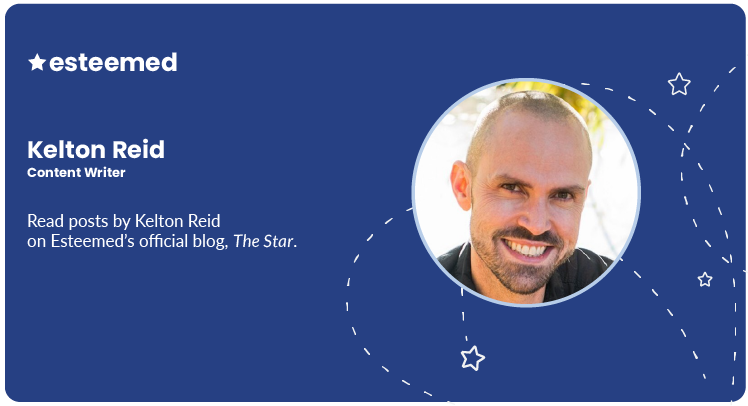 esteemed
Kelton Reid
Content Writer
Read posts by Kelton Reid
on Esteemed’s official blog, The Star.